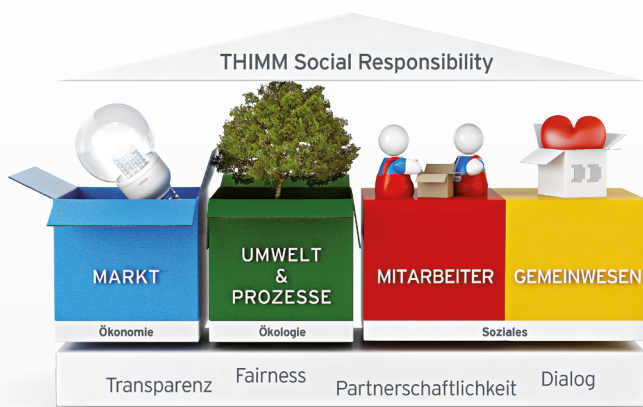 THIMM Social Responsibility
MARKT
UMWELT
&
PROZESSE
MITARBEITER
GEMEINWESEN
Ökonomie
Ökologie
Soziales
Transparenz
Fairness
Partnerschaftlichkeit
Dialog